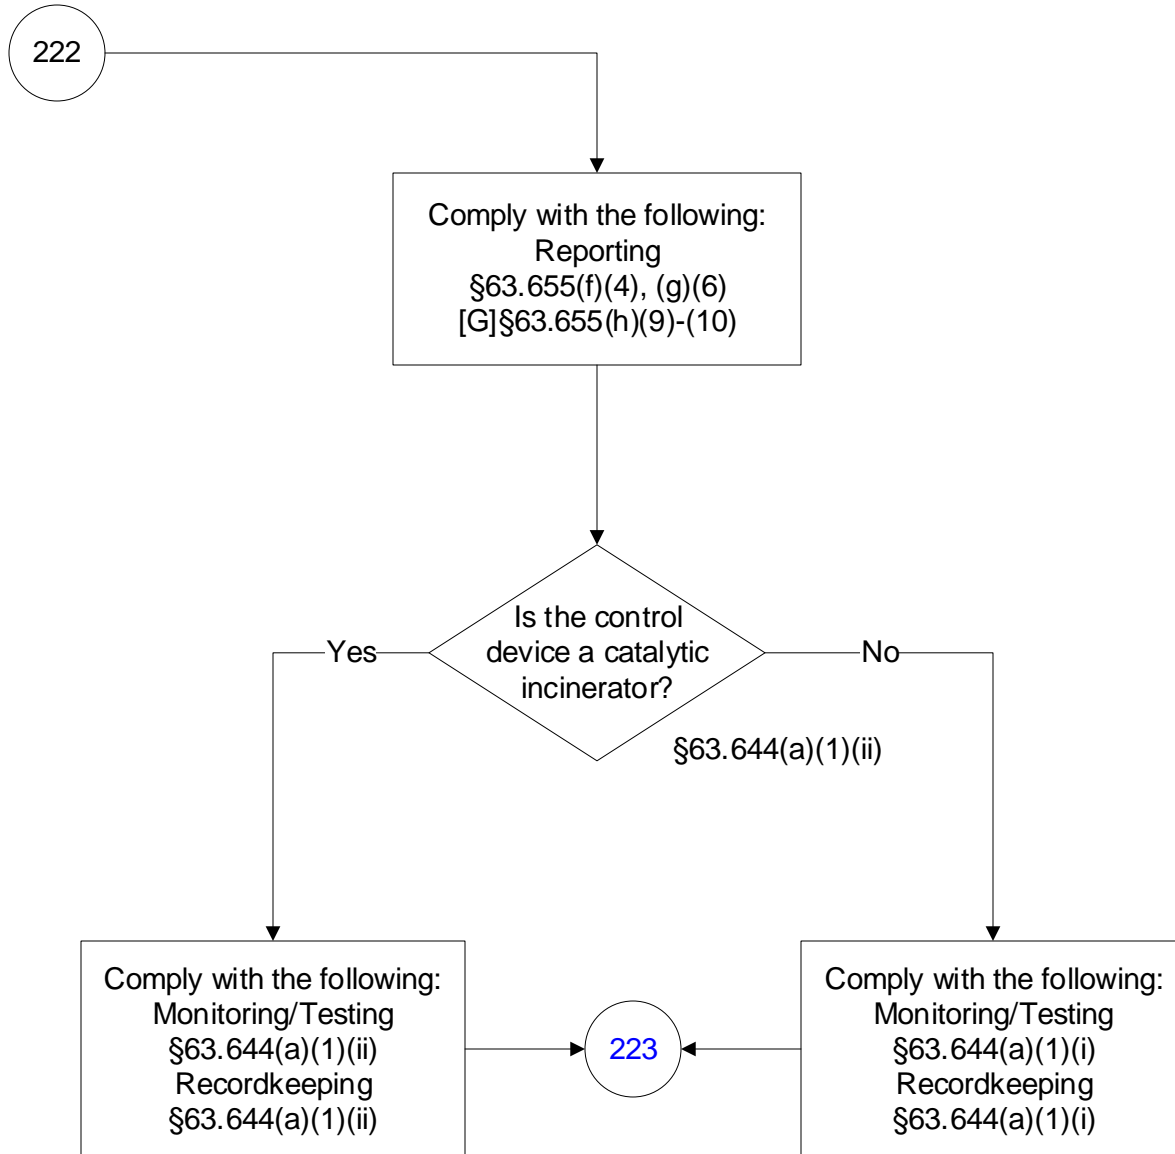 222
Comply with the following:
Reporting
§63.655(f)(4), (g)(6)
[G]§63.655(h)(9)-(10)
Is the control
device a catalytic
incinerator?
Yes
No
§63.644(a)(1)(ii)
Comply with the following:
Monitoring/Testing
§63.644(a)(1)(ii)
Recordkeeping
§63.644(a)(1)(ii)
223
Comply with the following:
Monitoring/Testing
§63.644(a)(1)(i)
Recordkeeping
§63.644(a)(1)(i)